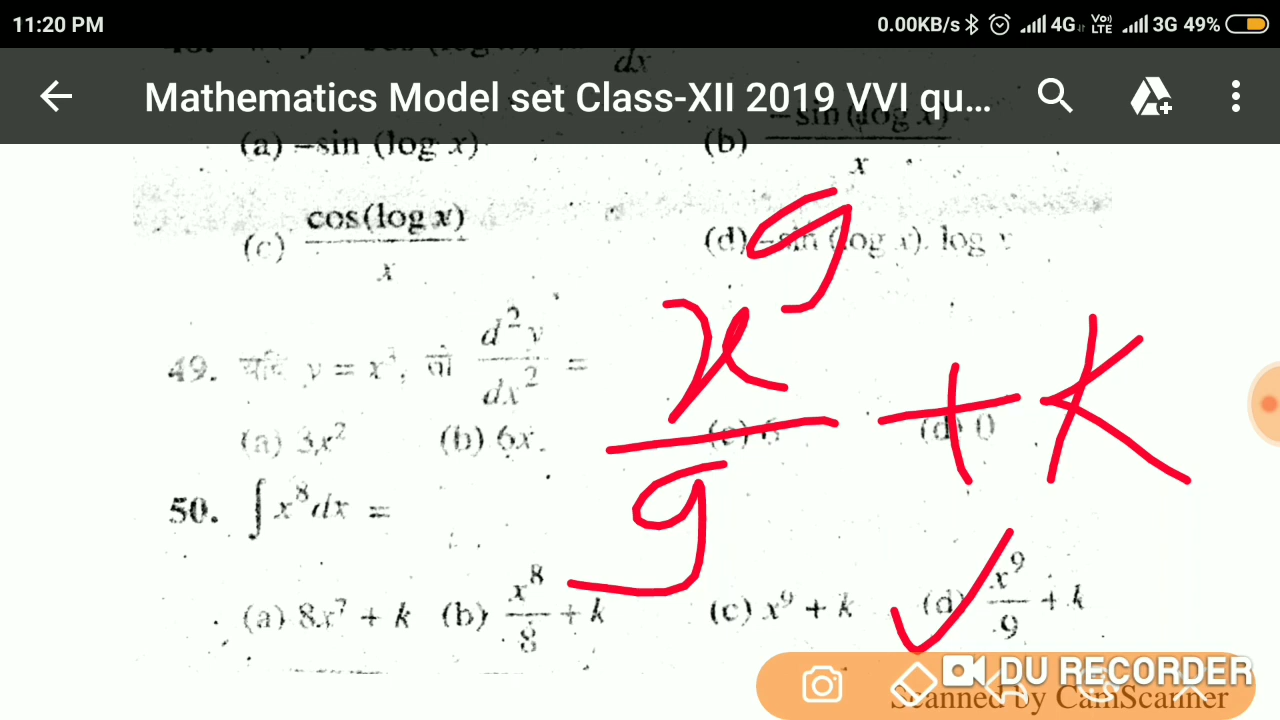 11:20 PM 0.00KB/s 4G VoLTE 3G 49%
Mathematics Model set Class-XII 2019 VVI qu...
dx
(a) –sin (log x) (b) –sin (log x)/x
(c) cos(log x)/x (d) –sin (log x). log x
x⁹/9 + K
49. यदि y = x³, तो d²y/dx² =
(a) 3x² (b) 6x. (c) 6 (d) 0
50. ∫x⁸dx =
(a) 8x⁷ + k (b) x⁸/8 + k (c) x⁹ + k (d) x⁹/9 + k
DU RECORDER
Scanned by CamScanner